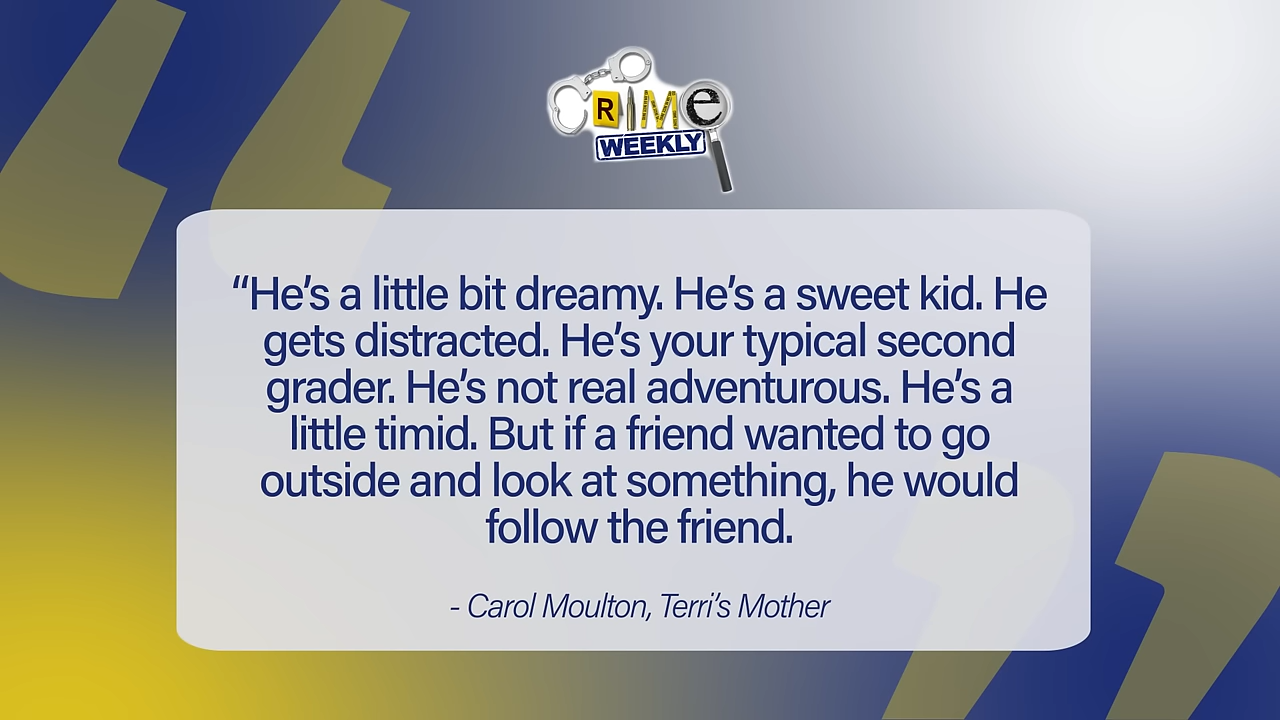 CRIME
WEEKLY
“He’s a little bit dreamy. He’s a sweet kid. He
gets distracted. He’s your typical second
grader. He’s not real adventurous. He’s a
little timid. But if a friend wanted to go
outside and look at something, he would
follow the friend.
- Carol Moulton, Terri’s Mother